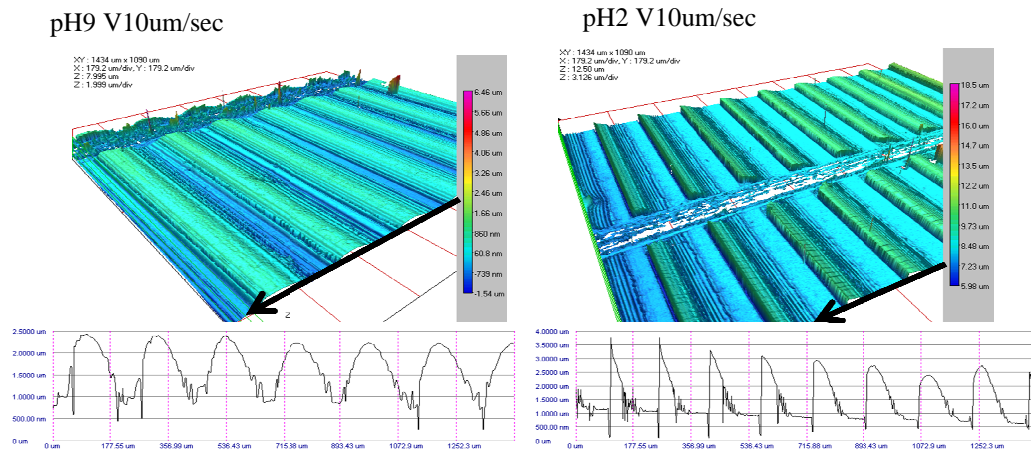 pH9 V10um/sec
XY : 1434 um x 1090 um
X : 179.2 um/div, Y : 179.2 um/div
Z : 7.995 um
Z : 1.999 um/div
6.46 um
5.66 um
4.86 um
4.06 um
3.26 um
2.46 um
1.66 um
860 nm
60.8 nm
-739 nm
-1.54 um
Z
2.5000 um
2.0000 um
1.5000 um
1.0000 um
500.00 nm
0 um
0 um
177.55 um
356.99 um
536.43 um
715.88 um
893.43 um
1072.9 um
1252.3 um
pH2 V10um/sec
XY : 1434 um x 1090 um
X : 179.2 um/div, Y : 179.2 um/div
Z : 12.50 um
Z : 3.126 um/div
18.5 um
17.2 um
16.0 um
14.7 um
13.5 um
12.2 um
11.0 um
9.73 um
8.48 um
7.23 um
5.98 um
4.0000 um
3.5000 um
3.0000 um
2.5000 um
2.0000 um
1.5000 um
1.0000 um
500.00 nm
0 um
0 um
177.55 um
356.99 um
536.43 um
715.88 um
893.43 um
1072.9 um
1252.3 um